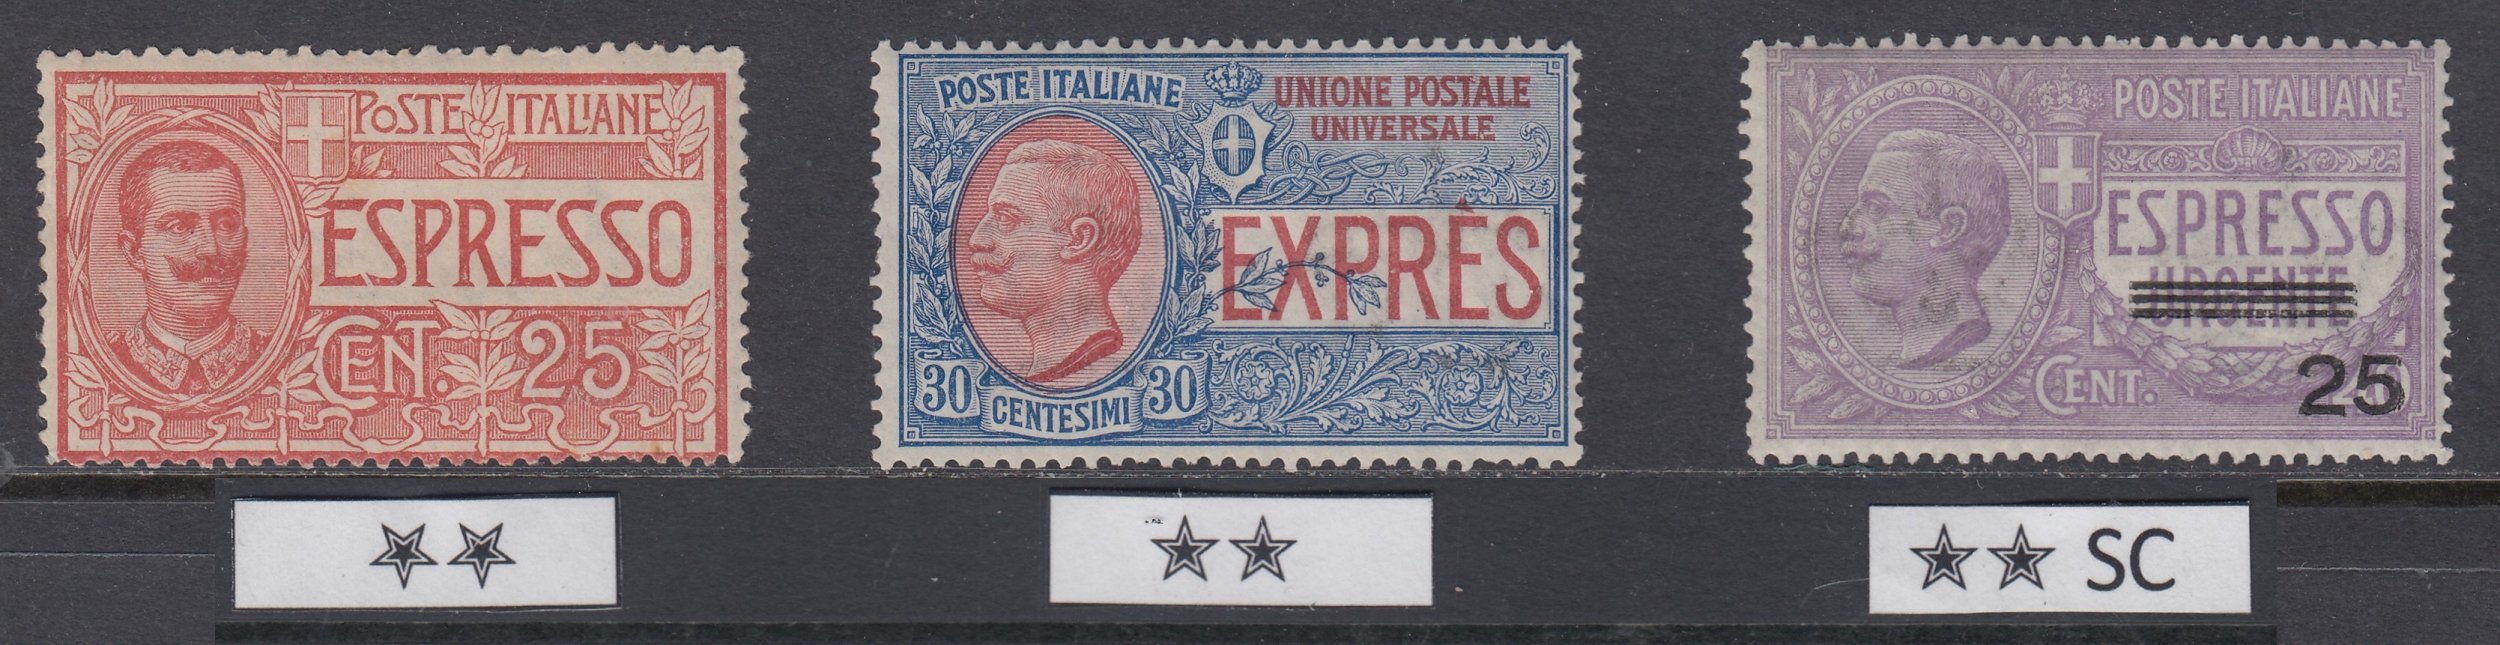 POSTE ITALIANE
ESPRESSO
CENT. 25
POSTE ITALIANE
UNIONE POSTALE
UNIVERSALE
EXPRÈS
30 CENTESIMI 30
POSTE ITALIANE
ESPRESSO
URGENTE
CENT. 25
SC